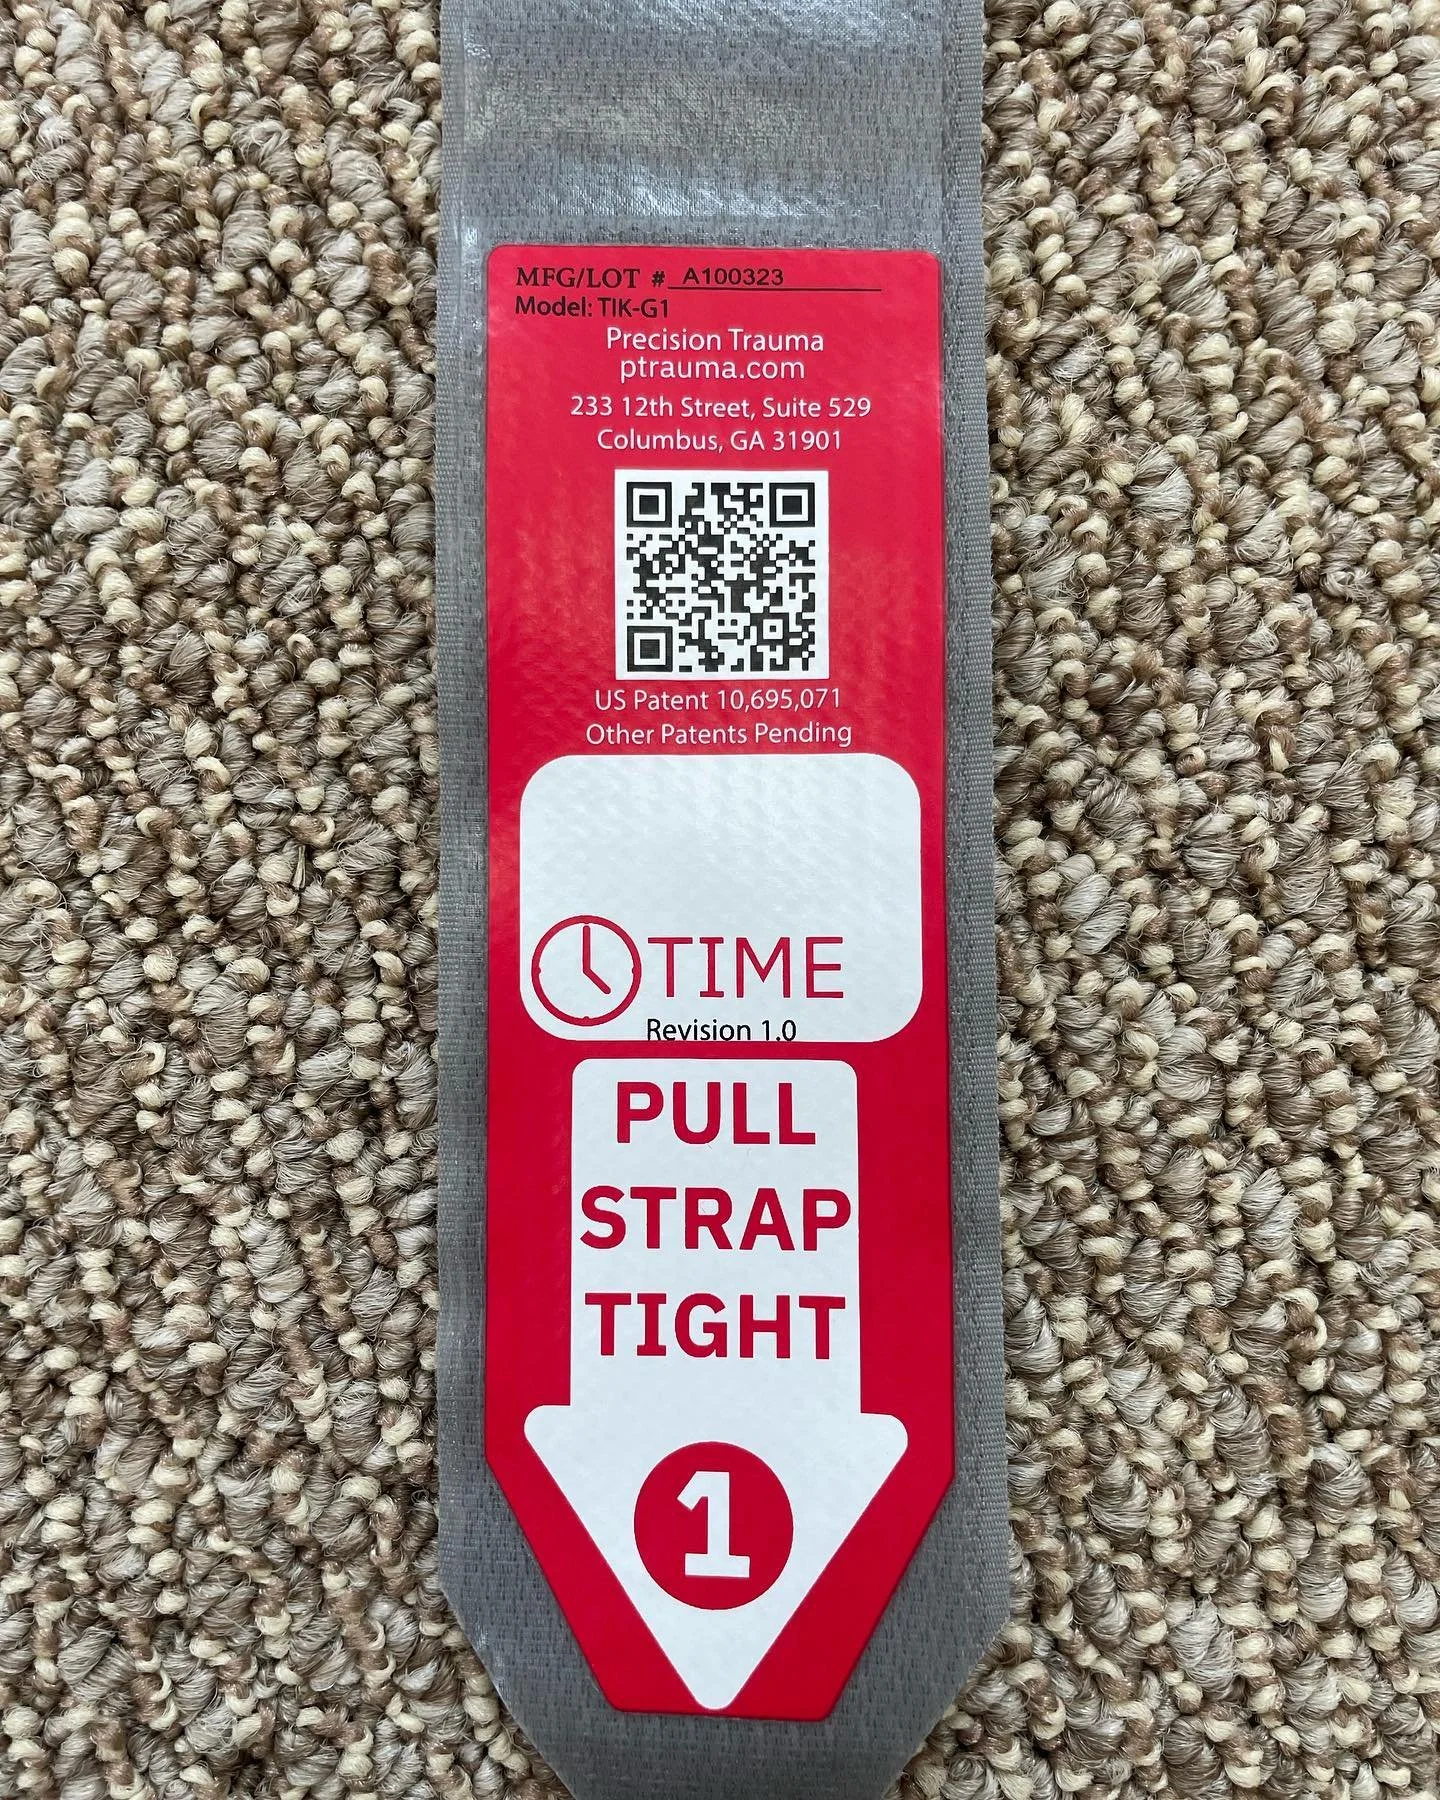 MFG/LOT # A100323
Model: TIK-G1
Precision Trauma
ptrauma.com
233 12th Street, Suite 529
Columbus, GA 31901
US Patent 10,695,071
Other Patents Pending
TIME
Revision 1.0
PULL
STRAP
TIGHT
1